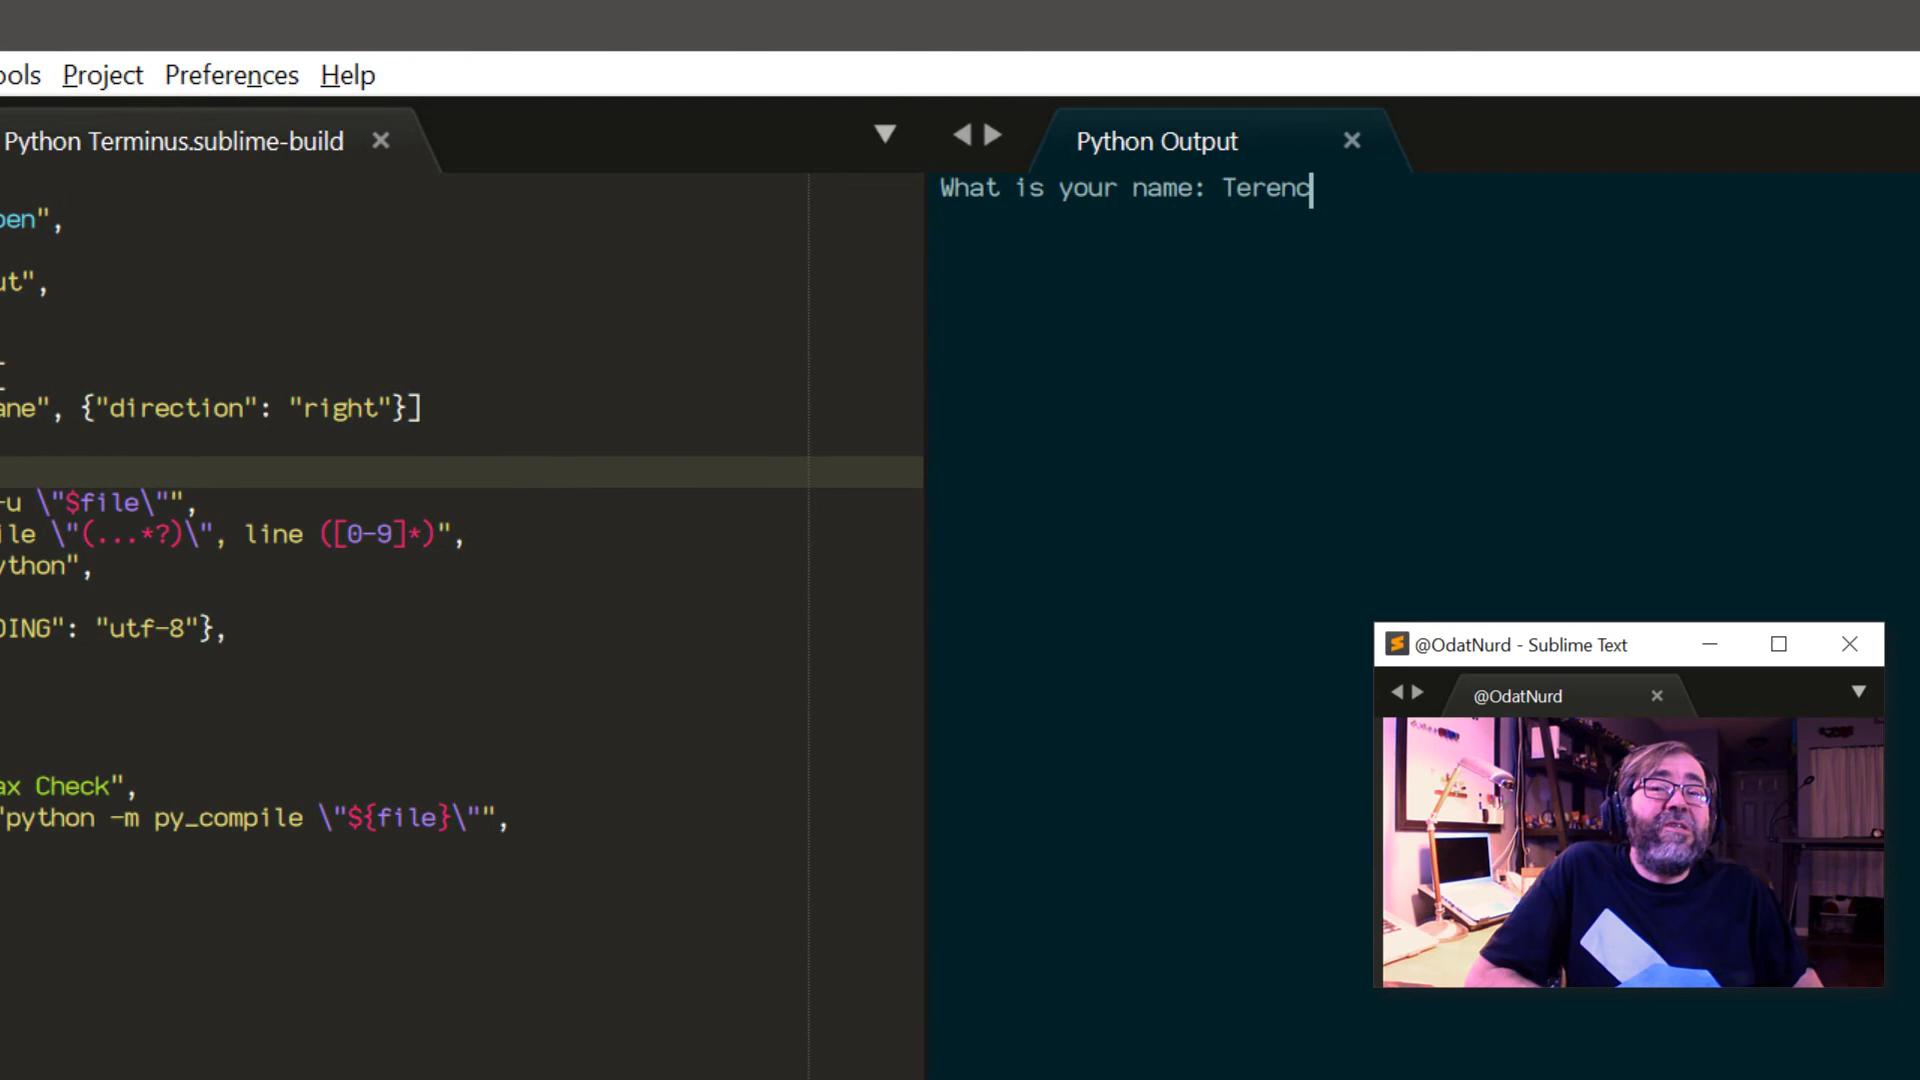 ools Project Preferences Help
Python Terminus.sublime-build
Python Output
What is your name: Terenc
pen",
ut",
ane", {"direction": "right"}]
-u \"$file\"",
ile \"(...*?)\", line ([0-9]*)",
ython",
DING": "utf-8"},
ax Check",
"python -m py_compile \"${file}\"",
@OdatNurd - Sublime Text
@OdatNurd